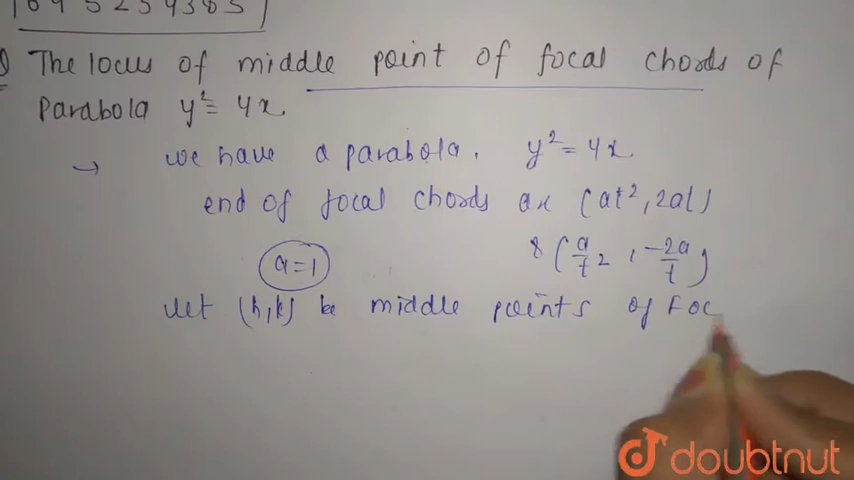 The locus of middle point of focal chords of
Parabola y² = 4x.
→ we have a parabola. y² = 4x.
end of focal chords are (at², 2at)
a=1
& (a/t², -2a/t)
Let (h,k) be middle points of Foc
doubtnut